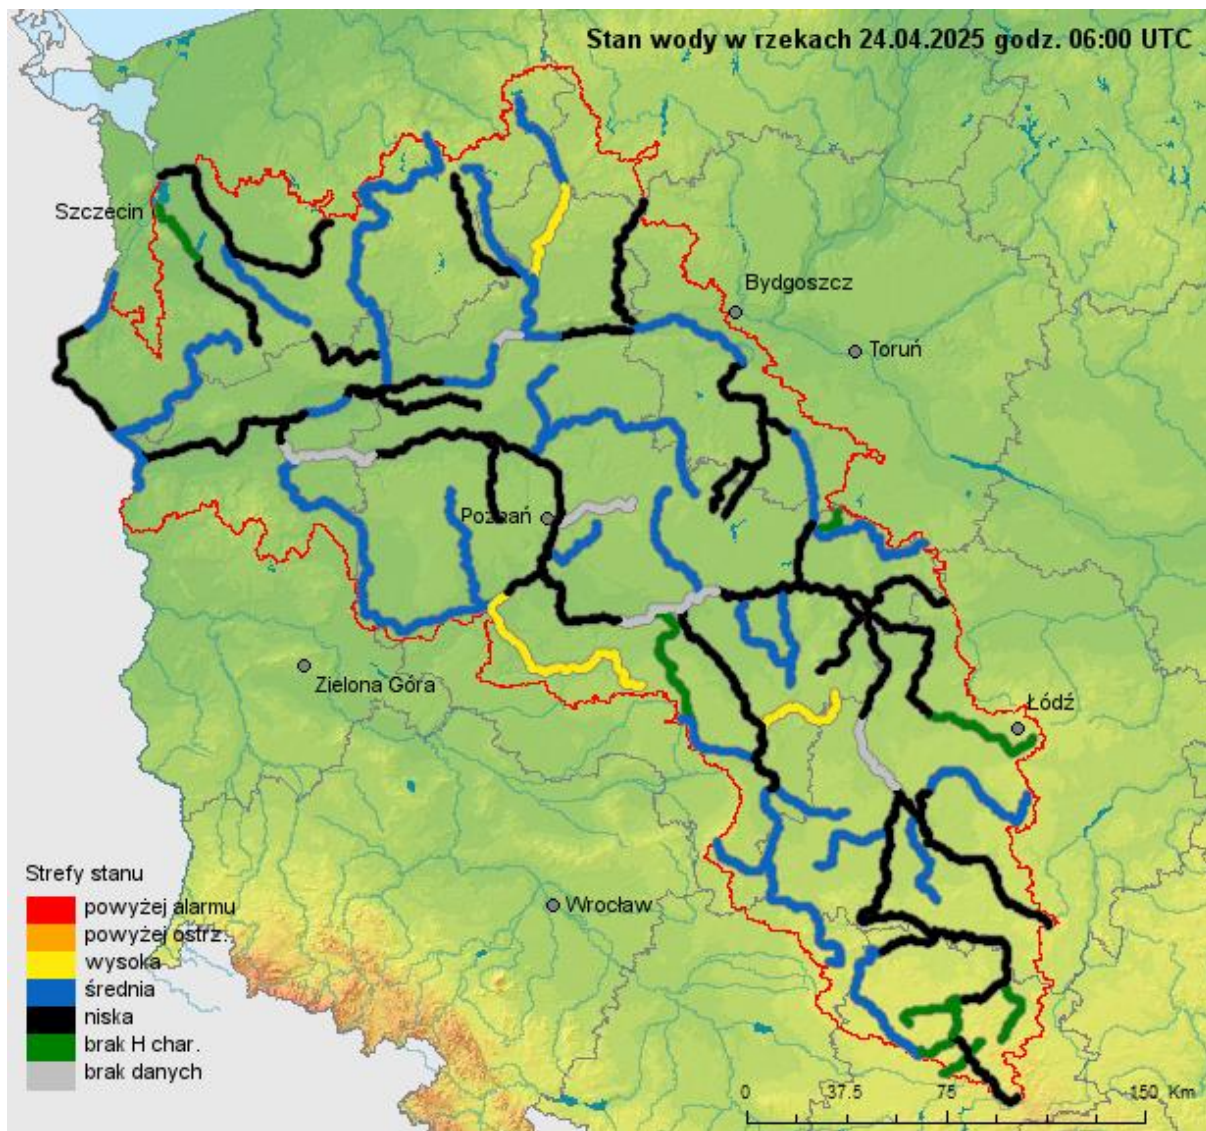 Stan wody w rzekach 24.04.2025 godz. 06:00 UTC
Szczecin
Bydgoszcz
Toruń
Poznań
Zielona Góra
Łódź
Wrocław
Strefy stanu
powyżej alarmu
powyżej ostrz.
wysoka
średnia
niska
brak H char.
brak danych
0 37.5 75 150 Km